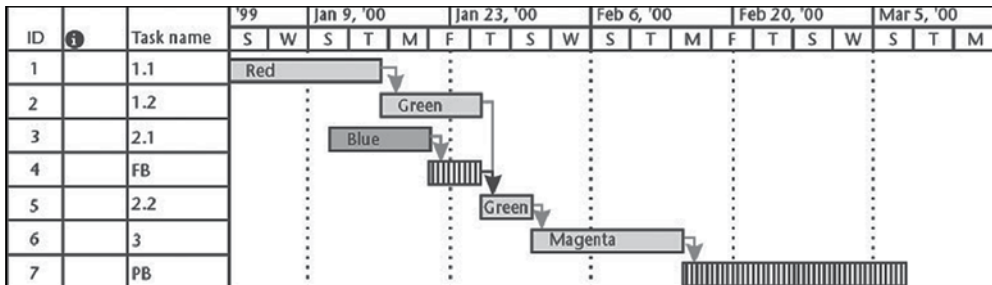 '99 Jan 9, '00 Jan 23, '00 Feb 6, '00 Feb 20, '00 Mar 5, '00
ID i Task name S W S T M F T S W S T M F T S W S T M
1 1.1 Red
2 1.2 Green
3 2.1 Blue
4 FB
5 2.2 Green
6 3 Magenta
7 PB